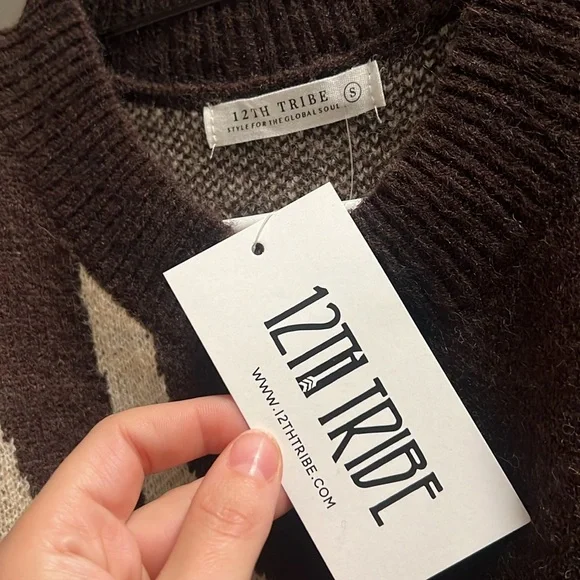 12TH TRIBE S
STYLE FOR THE GLOBAL SOUL
12TH TRIBE
WWW.12THTRIBE.COM